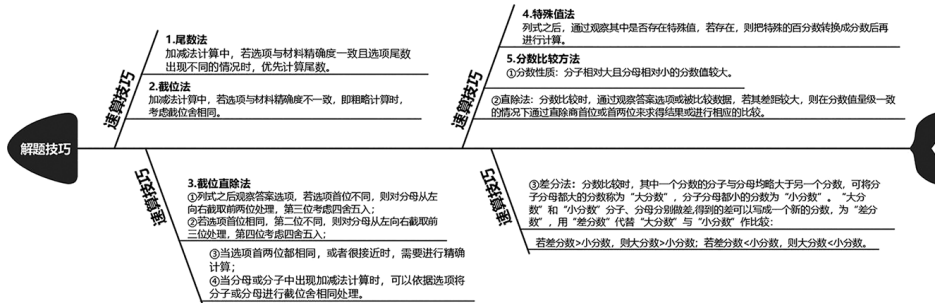 解题技巧
速算技巧
1.尾数法
加减法计算中，若选项与材料精确度一致且选项尾数
出现不同的情况时，优先计算尾数。
2.截位法
加减法计算中，若选项与材料精确度不一致，即粗略计算时，
考虑截位舍相同。
速算技巧
3.截位直除法
①列式之后观察答案选项，若选项首位不同，则对分母从左
向右截取前两位处理，第三位考虑四舍五入；
②若选项首位相同，第二位不同，则对分母从左向右截取前
三位处理，第四位考虑四舍五入；
③当选项首两位都相同，或者很接近时，需要进行精确
计算；
④当分母或分子中出现加减法计算时，可以依据选项将
分子或分母进行截位舍相同处理。
速算技巧
4.特殊值法
列式之后，通过观察其中是否存在特殊值，若存在，则把特殊的百分数转换成分数后再
进行计算。
5.分数比较方法
①分数性质：分子相对大且分母相对小的分数值较大。
②直除法：分数比较时，通过观察答案选项或被比较数据，若其差距较大，则在分数值量级一致
的情况下通过直除商首位或首两位来求得结果或进行相应的比较。
速算技巧
③差分法：分数比较时，其中一个分数的分子与分母均略大于另一个分数，可将分
子分母都大的分数称为“大分数”，分子分母都小的分数为“小分数”。“大分
数”和“小分数”分子、分母分别做差,得到的差可以写成一个新的分数，为“差分
数”，用“差分数”代替“大分数”与“小分数”作比较：
若差分数>小分数，则大分数>小分数；若差分数<小分数，则大分数<小分数。